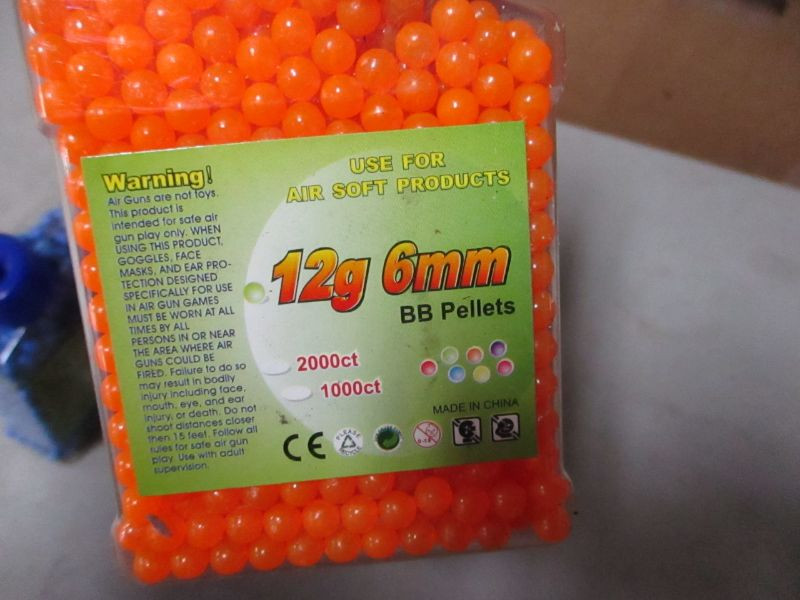 Warning!
Air Guns are not toys.
This product is
intended for safe air
gun play only. WHEN
USING THIS PRODUCT,
GOGGLES, FACE
MASKS, AND EAR PRO-
TECTION DESIGNED
SPECIFICALLY FOR USE
IN AIR GUN GAMES
MUST BE WORN AT ALL
TIMES BY ALL
PERSONS IN OR NEAR
THE AREA WHERE AIR
GUNS COULD BE
FIRED. Failure to do so
may result in bodily
injury including face,
mouth, eye, and ear
injury, or death. Do not
shoot distances closer
then 15 feet. Follow all
rules for safe air gun
play. Use with adult
supervision.
USE FOR
AIR SOFT PRODUCTS
12g 6mm
BB Pellets
2000ct
1000ct
MADE IN CHINA
CE
PLEASE
RECYCLE
0-18